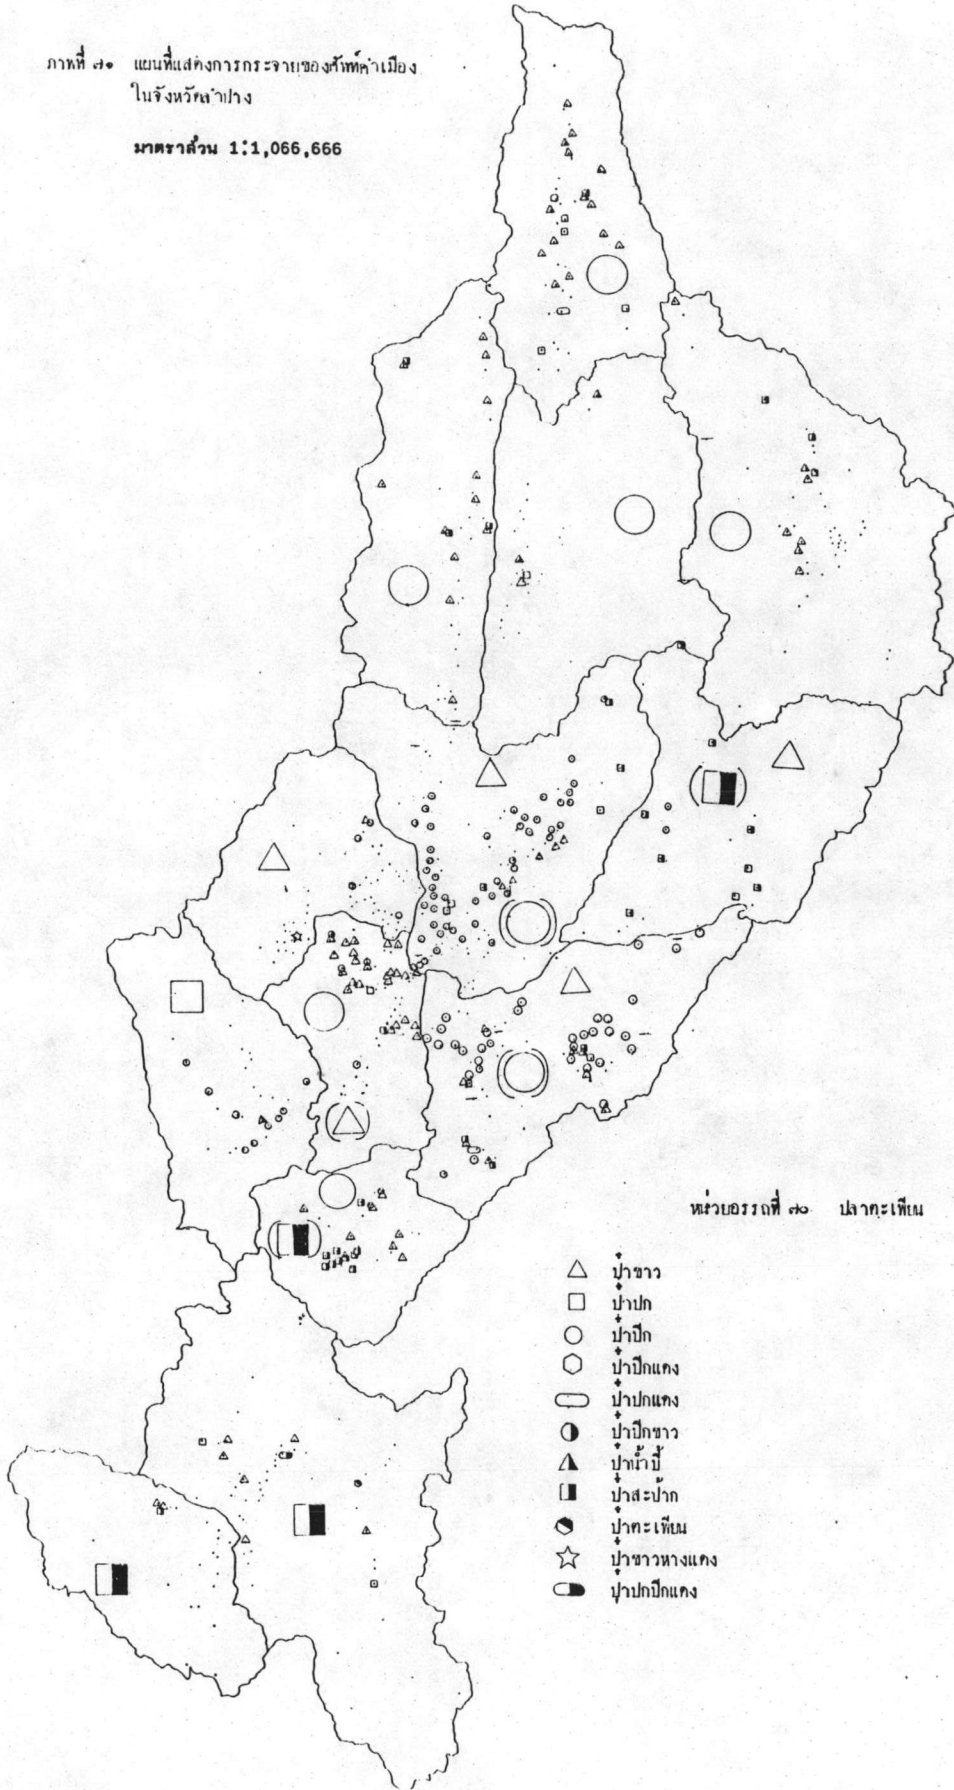 ภาพที่ ๗๑ แผนที่แสดงการกระจายของศัพท์คำเมือง
ในจังหวัดลำปาง
มาตราส่วน 1:1,066,666
หน่วยอรรถที่ ๗๐ ปลาตะเพียน
ป๋าขาว
ป๋าปก
ป๋าปีก
ป๋าปีกแดง
ป๋าปกแดง
ป๋าปีกขาว
ป๋าน้ำบี้
ป๋าสะป้าก
ป๋าตะเพียน
ป๋าขาวหางแดง
ป๋าปกปีกแดง